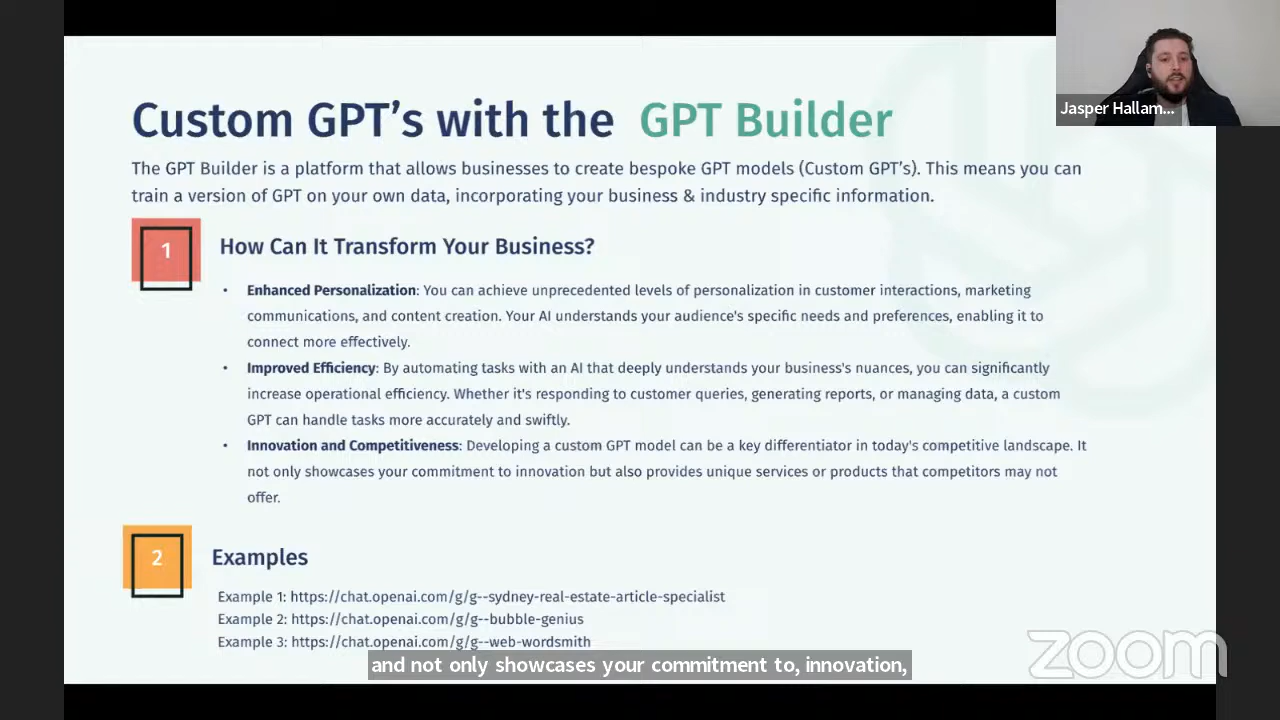 Jasper Hallam...
Custom GPT’s with the GPT Builder
The GPT Builder is a platform that allows businesses to create bespoke GPT models (Custom GPT’s). This means you can
train a version of GPT on your own data, incorporating your business & industry specific information.
1
How Can It Transform Your Business?
• Enhanced Personalization: You can achieve unprecedented levels of personalization in customer interactions, marketing
communications, and content creation. Your AI understands your audience's specific needs and preferences, enabling it to
connect more effectively.
• Improved Efficiency: By automating tasks with an AI that deeply understands your business's nuances, you can significantly
increase operational efficiency. Whether it's responding to customer queries, generating reports, or managing data, a custom
GPT can handle tasks more accurately and swiftly.
• Innovation and Competitiveness: Developing a custom GPT model can be a key differentiator in today's competitive landscape. It
not only showcases your commitment to innovation but also provides unique services or products that competitors may not
offer.
2
Examples
Example 1: https://chat.openai.com/g/g--sydney-real-estate-article-specialist
Example 2: https://chat.openai.com/g/g--bubble-genius
Example 3: https://chat.openai.com/g/g--web-wordsmith
and not only showcases your commitment to, innovation,
zoom